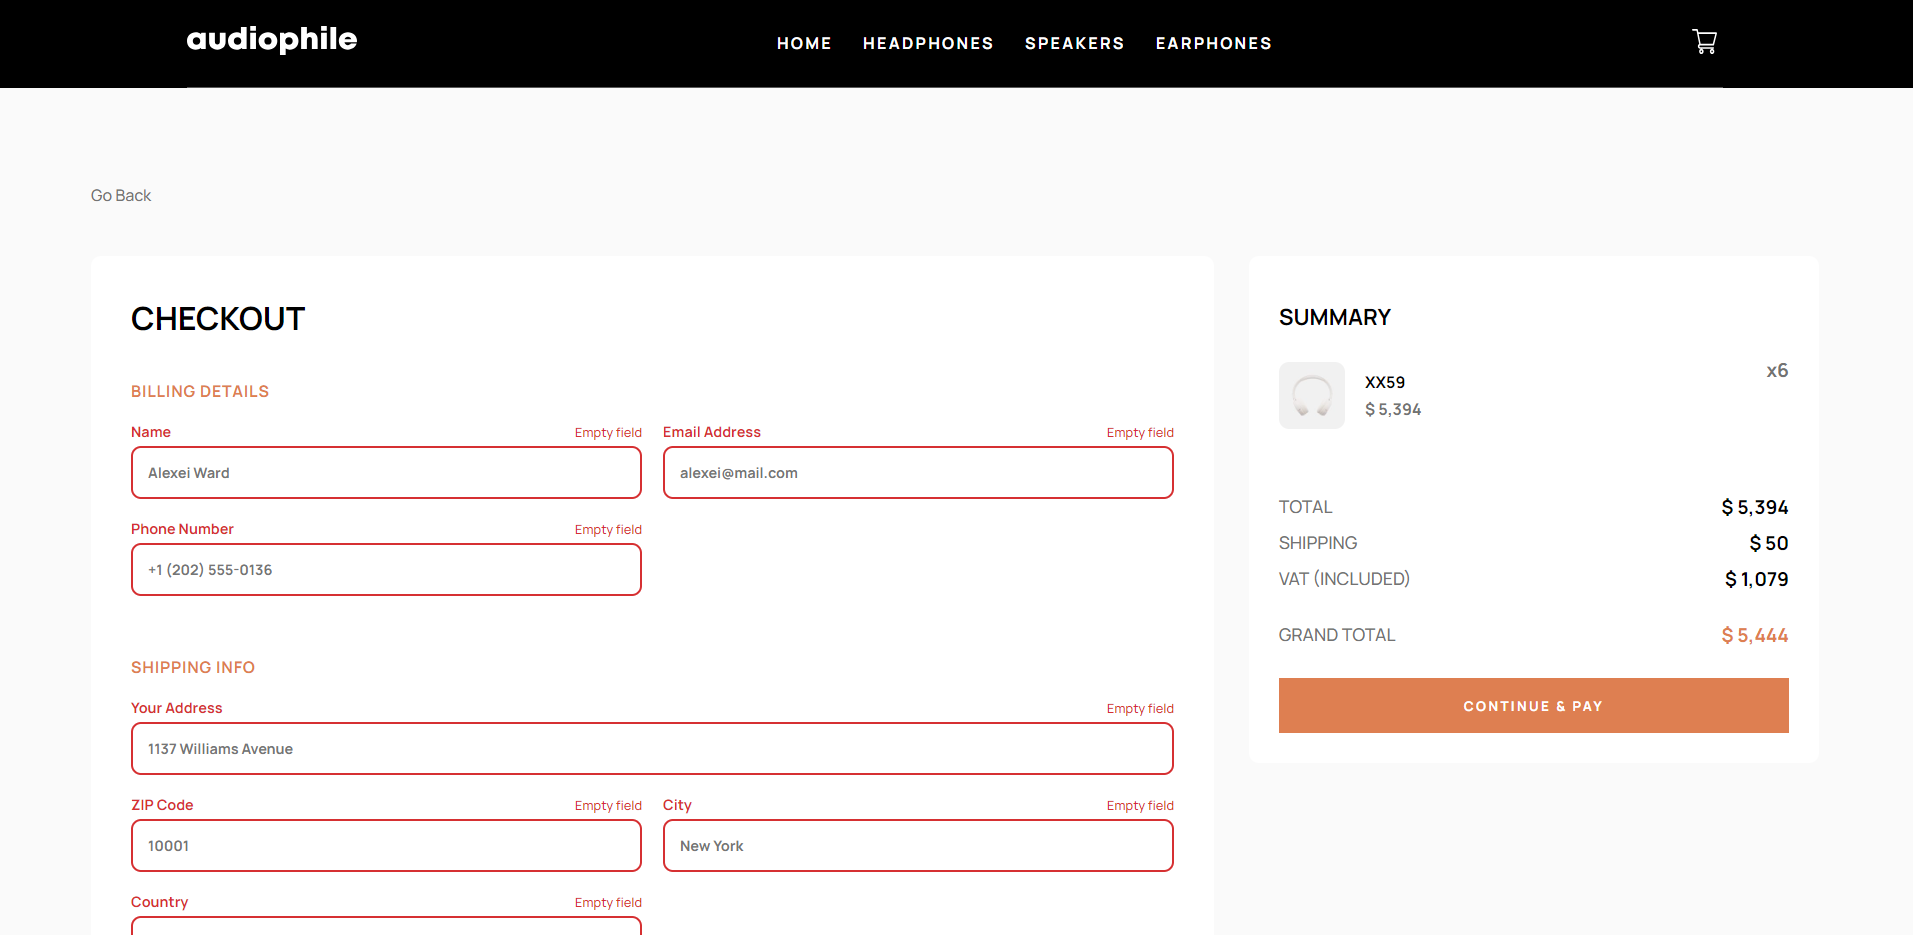 audiophile
HOME HEADPHONES SPEAKERS EARPHONES
Go Back
CHECKOUT
BILLING DETAILS
Name Empty field
Alexei Ward
Email Address Empty field
alexei@mail.com
Phone Number Empty field
+1 (202) 555-0136
SHIPPING INFO
Your Address Empty field
1137 Williams Avenue
ZIP Code Empty field
10001
City Empty field
New York
Country Empty field
SUMMARY
XX59 x6
$ 5,394
TOTAL $ 5,394
SHIPPING $ 50
VAT (INCLUDED) $ 1,079
GRAND TOTAL $ 5,444
CONTINUE & PAY